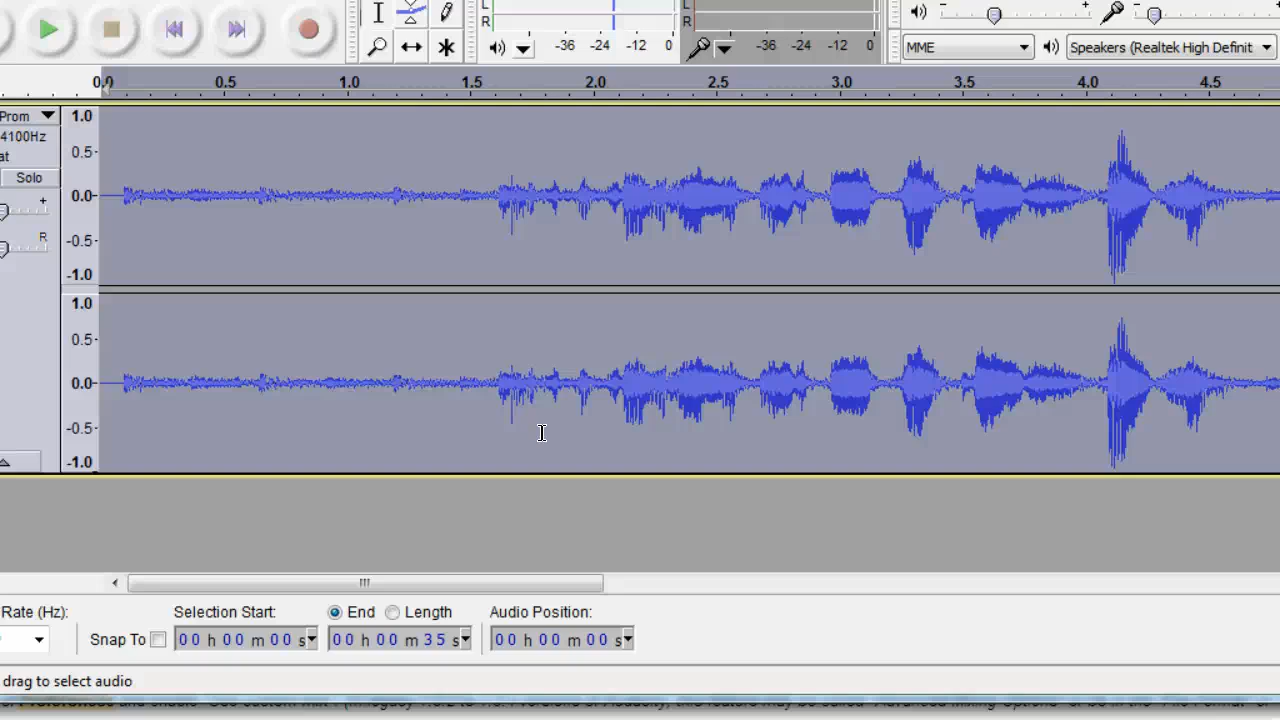 L
R
-36 -24 -12 0
L
R
-36 -24 -12 0
- +
- +
MME
Speakers (Realtek High Definit
0.0 0.5 1.0 1.5 2.0 2.5 3.0 3.5 4.0 4.5
Prom
4100Hz
at
Solo
+
R
1.0
0.5
0.0
-0.5
-1.0
1.0
0.5
0.0
-0.5
-1.0
Rate (Hz):
Selection Start:
End
Length
Audio Position:
Snap To
00 h 00 m 00 s
00 h 00 m 35 s
00 h 00 m 00 s
drag to select audio